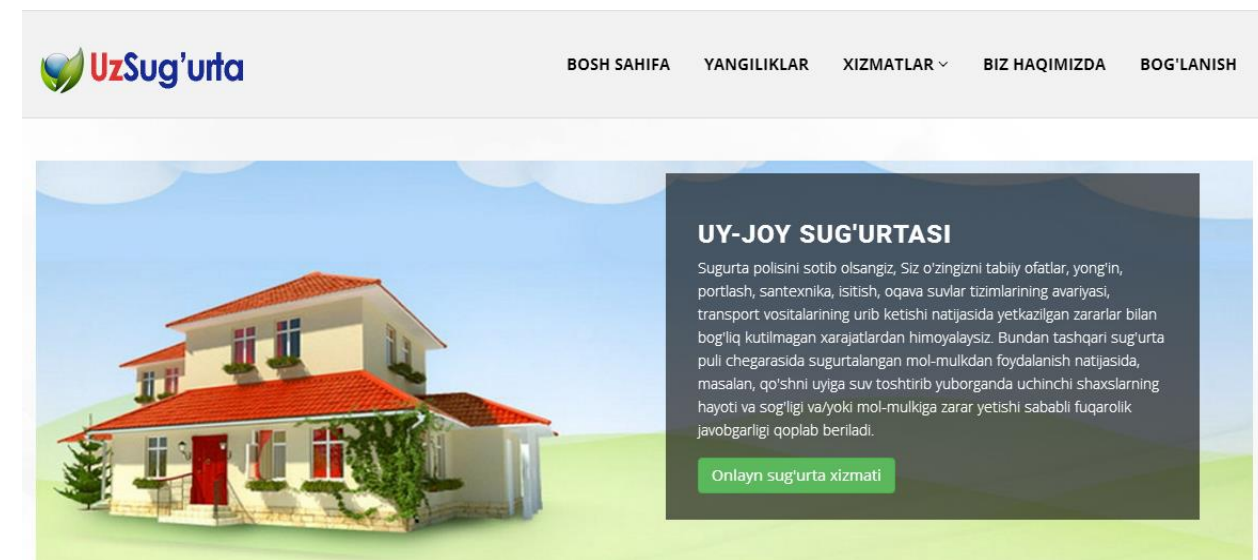 UzSug'urta
BOSH SAHIFA YANGILIKLAR XIZMATLAR BIZ HAQIMIZDA BOG'LANISH
UY-JOY SUG'URTASI
Sugurta polisini sotib olsangiz, Siz o'zingizni tabiiy ofatlar, yong'in,
portlash, santexnika, isitish, oqava suvlar tizimlarining avariyasi,
transport vositalarining urib ketishi natijasida yetkazilgan zararlar bilan
bog'liq kutilmagan xarajatlardan himoyalaysiz. Bundan tashqari sug'urta
puli chegarasida sugurtalangan mol-mulkdan foydalanish natijasida,
masalan, qo'shni uyiga suv toshtirib yuborganda uchinchi shaxslarning
hayoti va sog'ligi va/yoki mol-mulkiga zarar yetishi sababli fuqarolik
javobgarligi qoplab beriladi.
Onlayn sug'urta xizmati